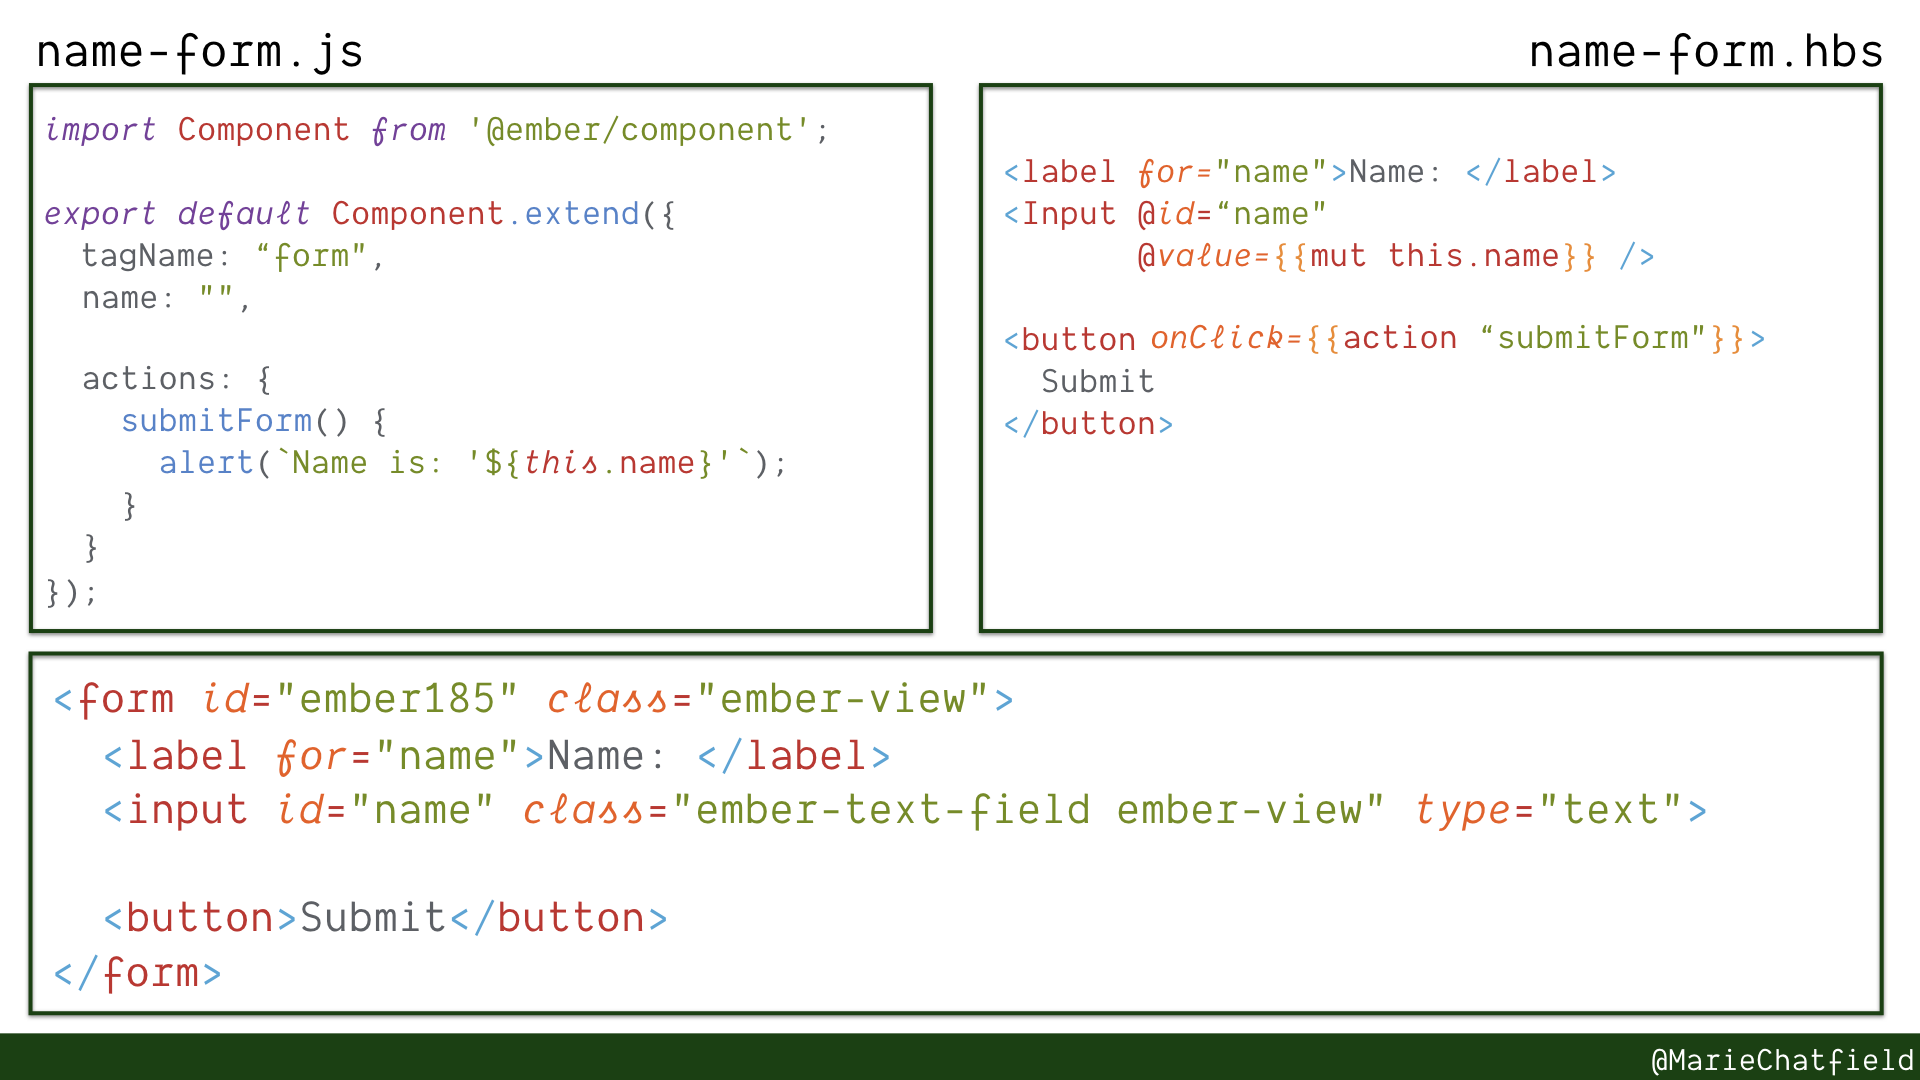 name-form.js
import Component from '@ember/component';
export default Component.extend({
tagName: “form",
name: "",
actions: {
submitForm() {
alert(`Name is: '${this.name}'`);
}
}
});
name-form.hbs
<label for="name">Name: </label>
<Input @id=“name"
@value={{mut this.name}} />
<button onClick={{action “submitForm"}}>
Submit
</button>
<form id="ember185" class="ember-view">
<label for="name">Name: </label>
<input id="name" class="ember-text-field ember-view" type="text">
<button>Submit</button>
</form>
@MarieChatfield